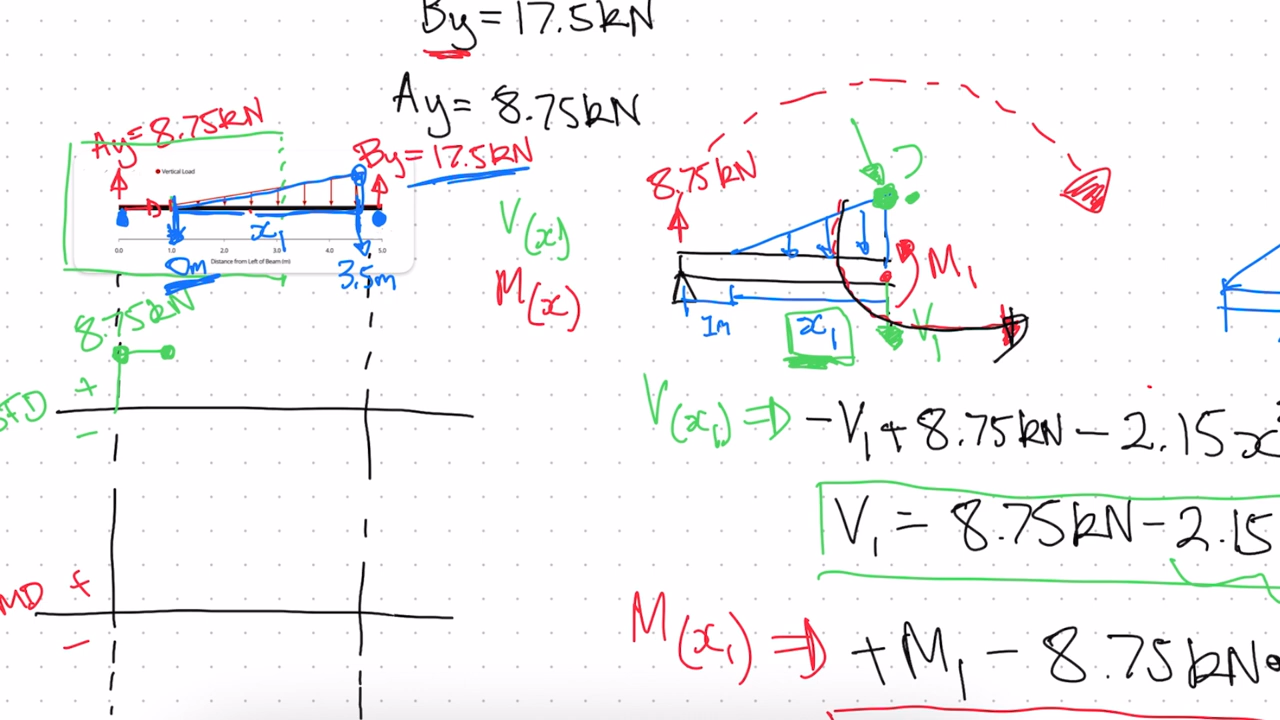 By = 17.5kN
Ay = 8.75kN
Ay = 8.75kN
By = 17.5kN
Vertical Load
x1
0.0 1.0 2.0 3.0 4.0 5.0
Distance from Left of Beam (m)
0m
3.5m
V(x)
M(x)
8.75kN
?
M1
1m
x1
V1
8.75kN
SFD
+
−
V(x1) ⇒ −V1 + 8.75kN − 2.15x²
V1 = 8.75kN − 2.15
MD
+
−
M(x1) ⇒ +M1 − 8.75kN•